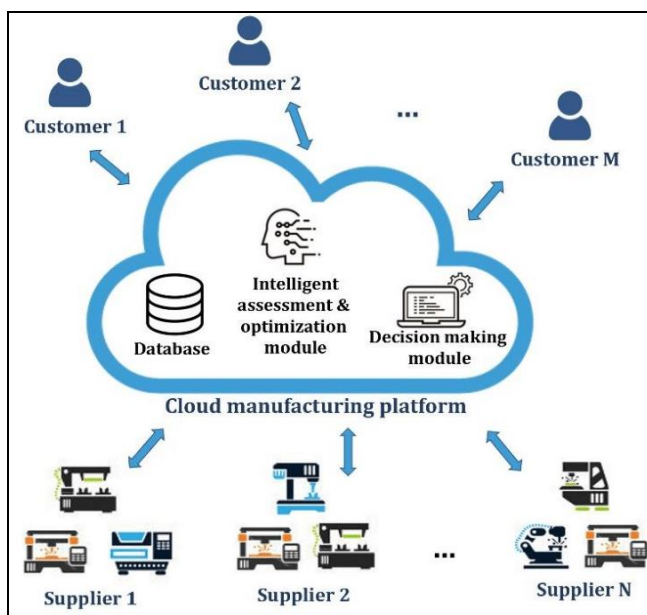 Customer 2
Customer 1
...
Customer M
Intelligent
assessment &
optimization
module
Database
Decision making
module
Cloud manufacturing platform
...
Supplier 1
Supplier 2
Supplier N